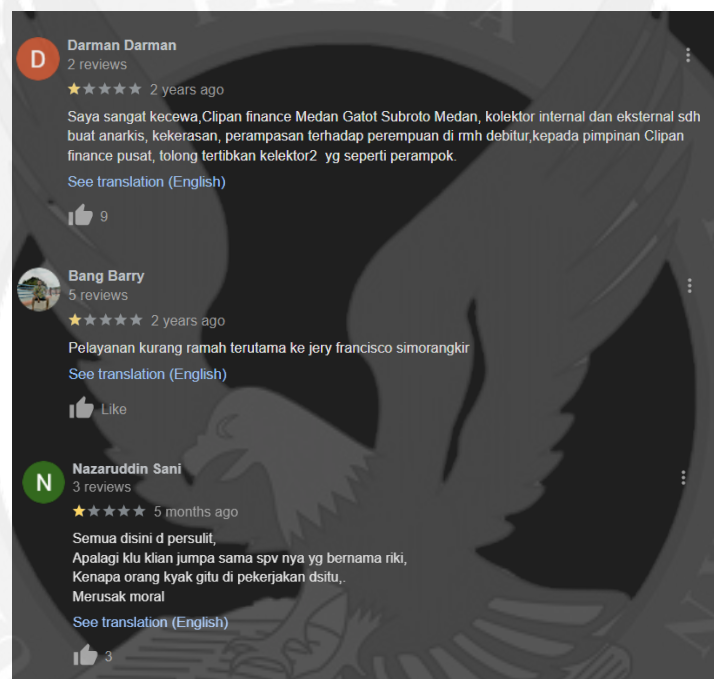 D
Darman Darman
2 reviews
2 years ago
Saya sangat kecewa,Clipan finance Medan Gatot Subroto Medan, kolektor internal dan eksternal sdh
buat anarkis, kekerasan, perampasan terhadap perempuan di rmh debitur,kepada pimpinan Clipan
finance pusat, tolong tertibkan kelektor2 yg seperti perampok.
See translation (English)
9
Bang Barry
5 reviews
2 years ago
Pelayanan kurang ramah terutama ke jery francisco simorangkir
See translation (English)
Like
N
Nazaruddin Sani
3 reviews
5 months ago
Semua disini d persulit,
Apalagi klu klian jumpa sama spv nya yg bernama riki,
Kenapa orang kyak gitu di pekerjakan dsitu,.
Merusak moral
See translation (English)
3